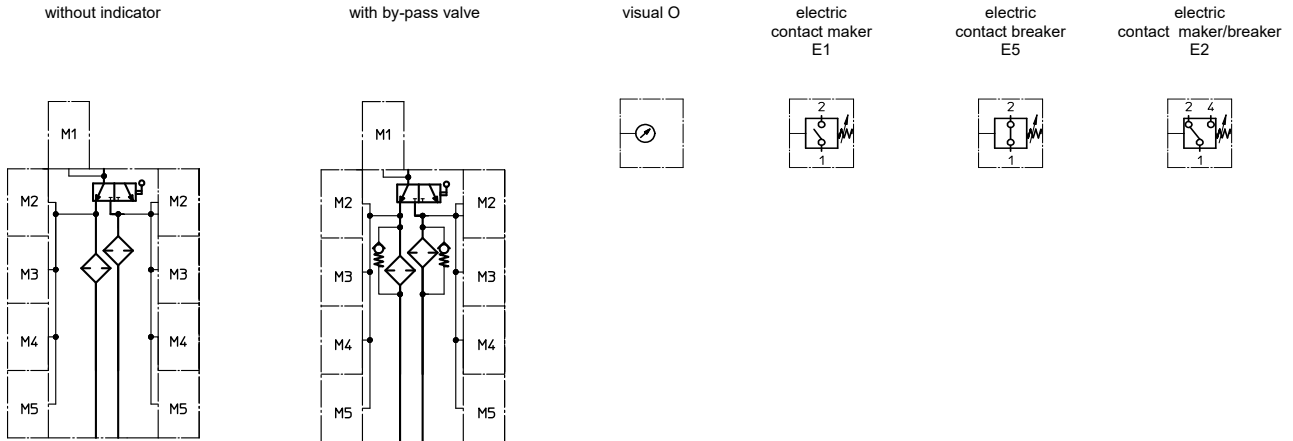 without indicator
with by-pass valve
visual O
electric
contact maker
E1
electric
contact breaker
E5
electric
contact maker/breaker
E2
M1
M2
M2
M3
M3
M4
M4
M5
M5
M1
M2
M2
M3
M3
M4
M4
M5
M5
2
1
2
1
2 4
1